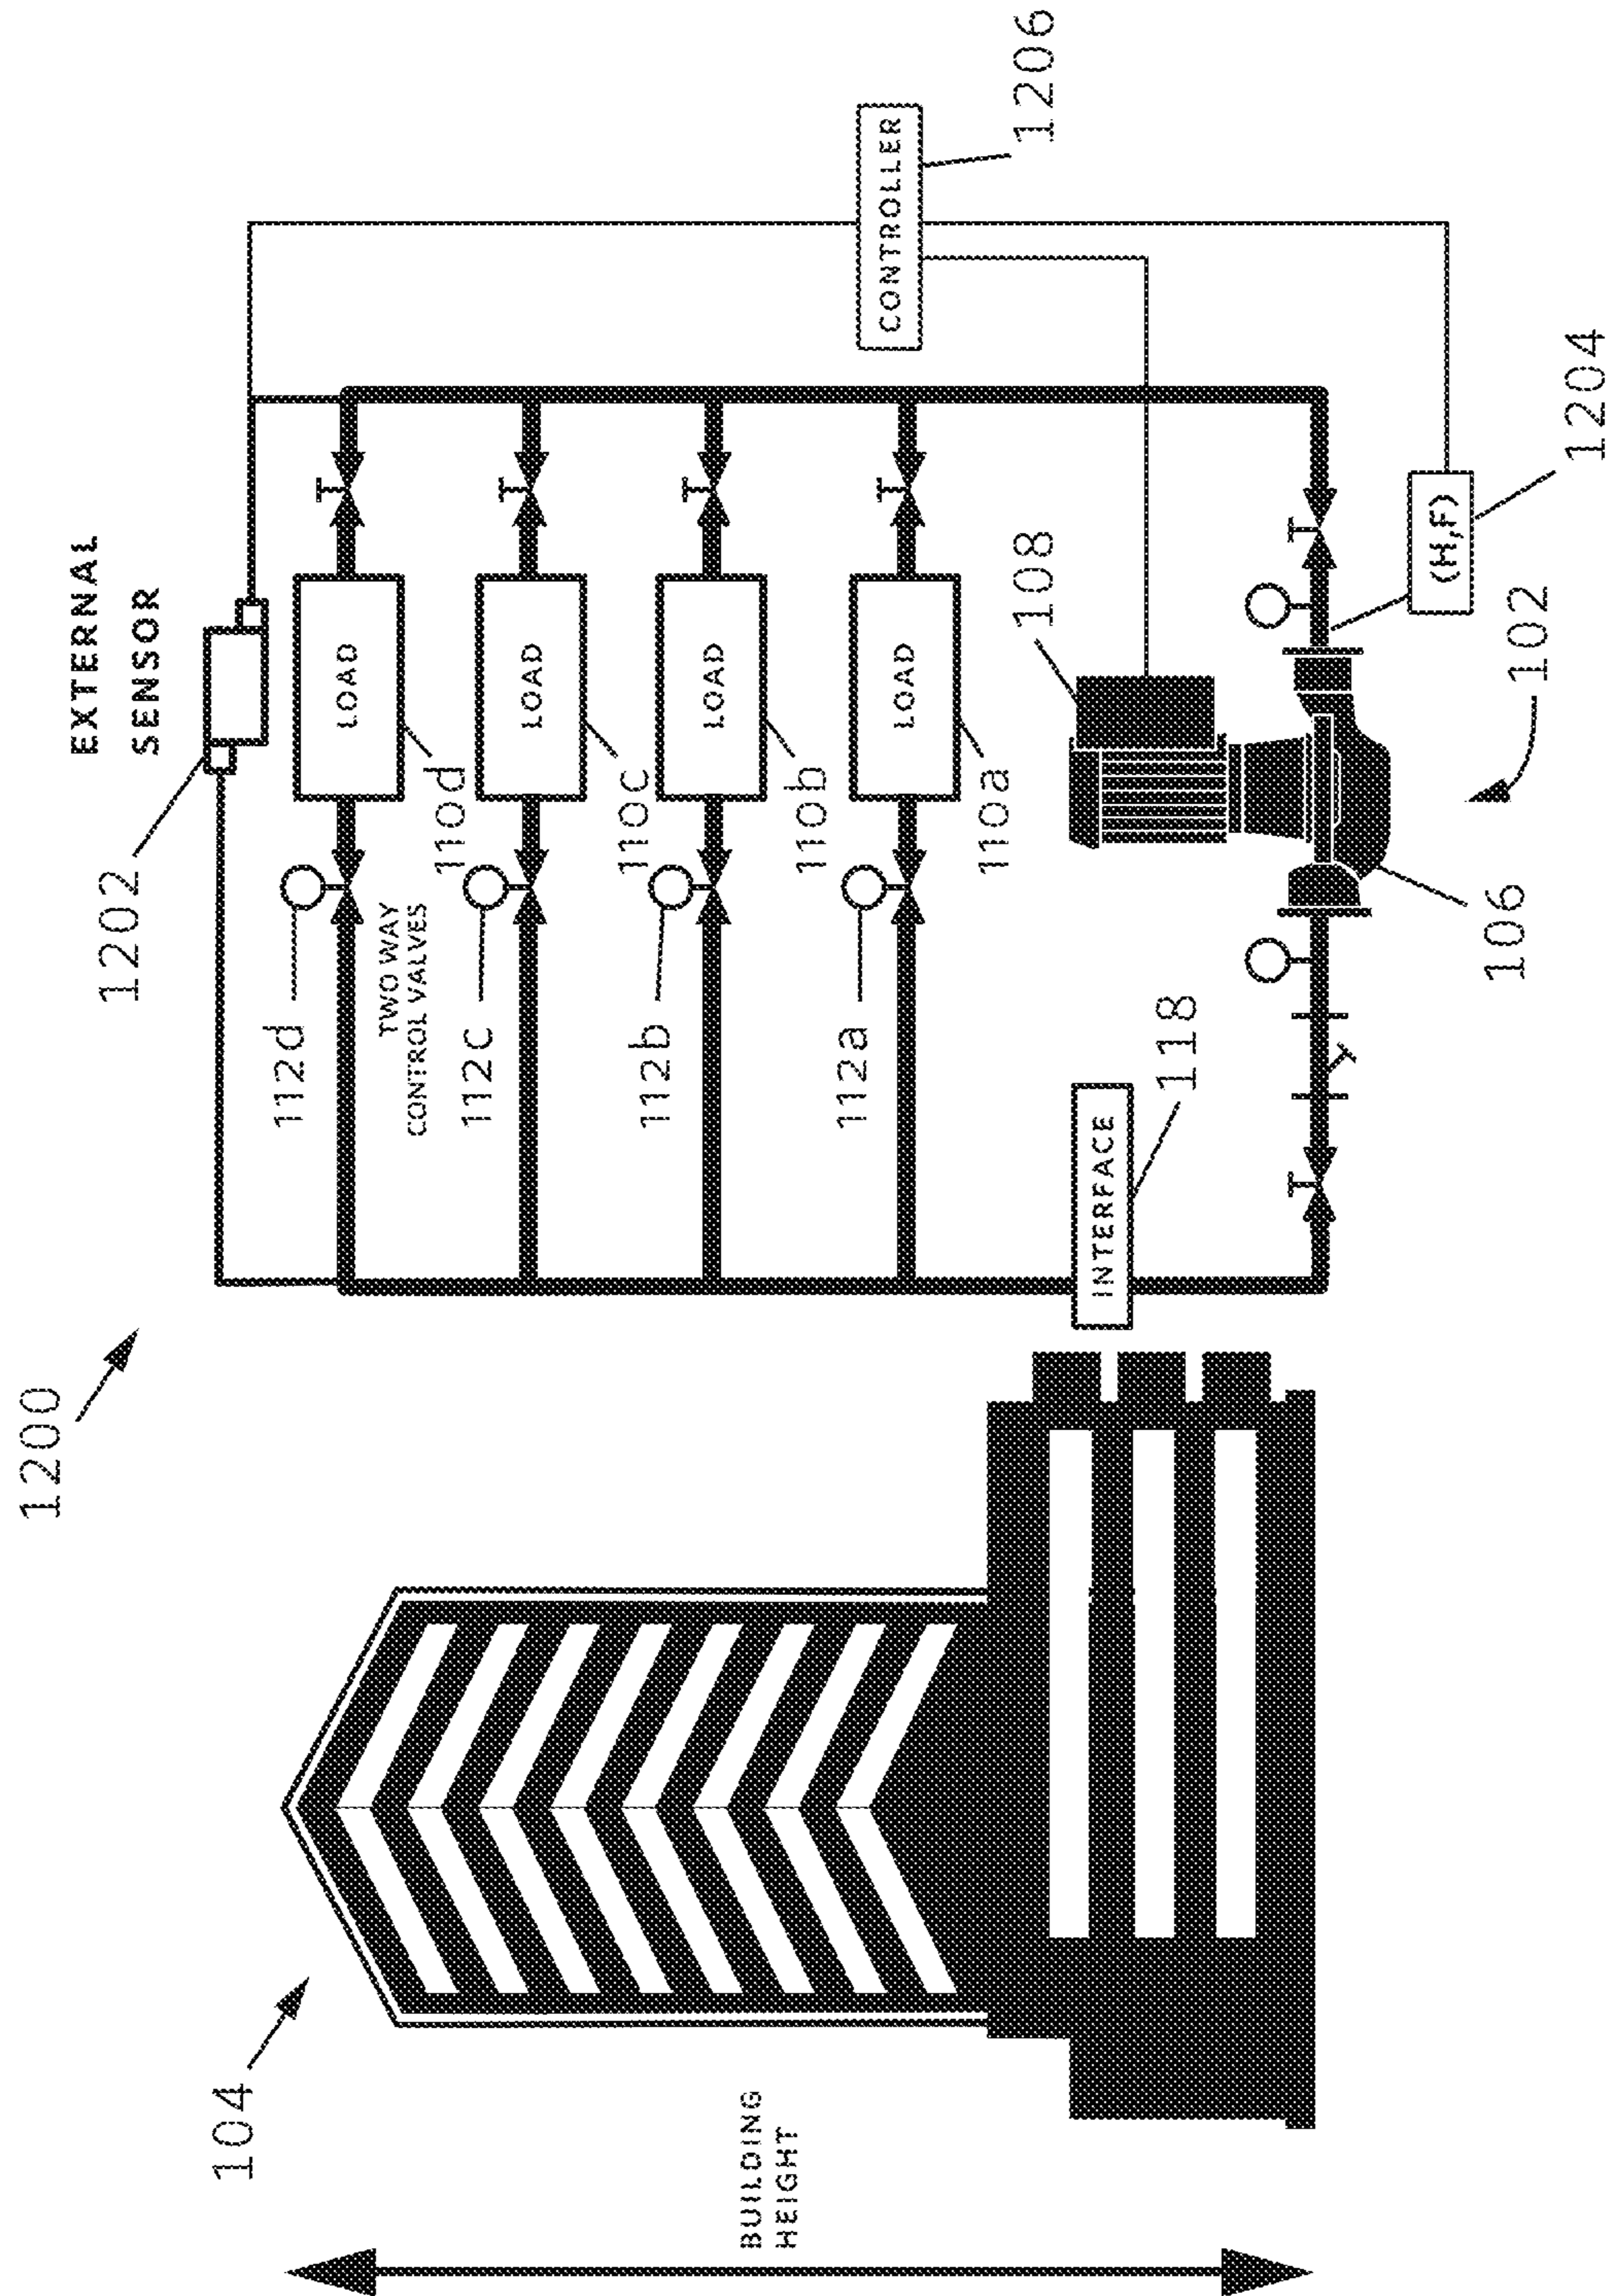 1200
104
BUILDING
HEIGHT
EXTERNAL
SENSOR
1202
LOAD
110d
112d
TWO WAY
CONTROL VALVES
LOAD
110c
112c
LOAD
110b
112b
LOAD
110a
112a
CONTROLLER
1206
INTERFACE
118
108
(H,F)
1204
102
106